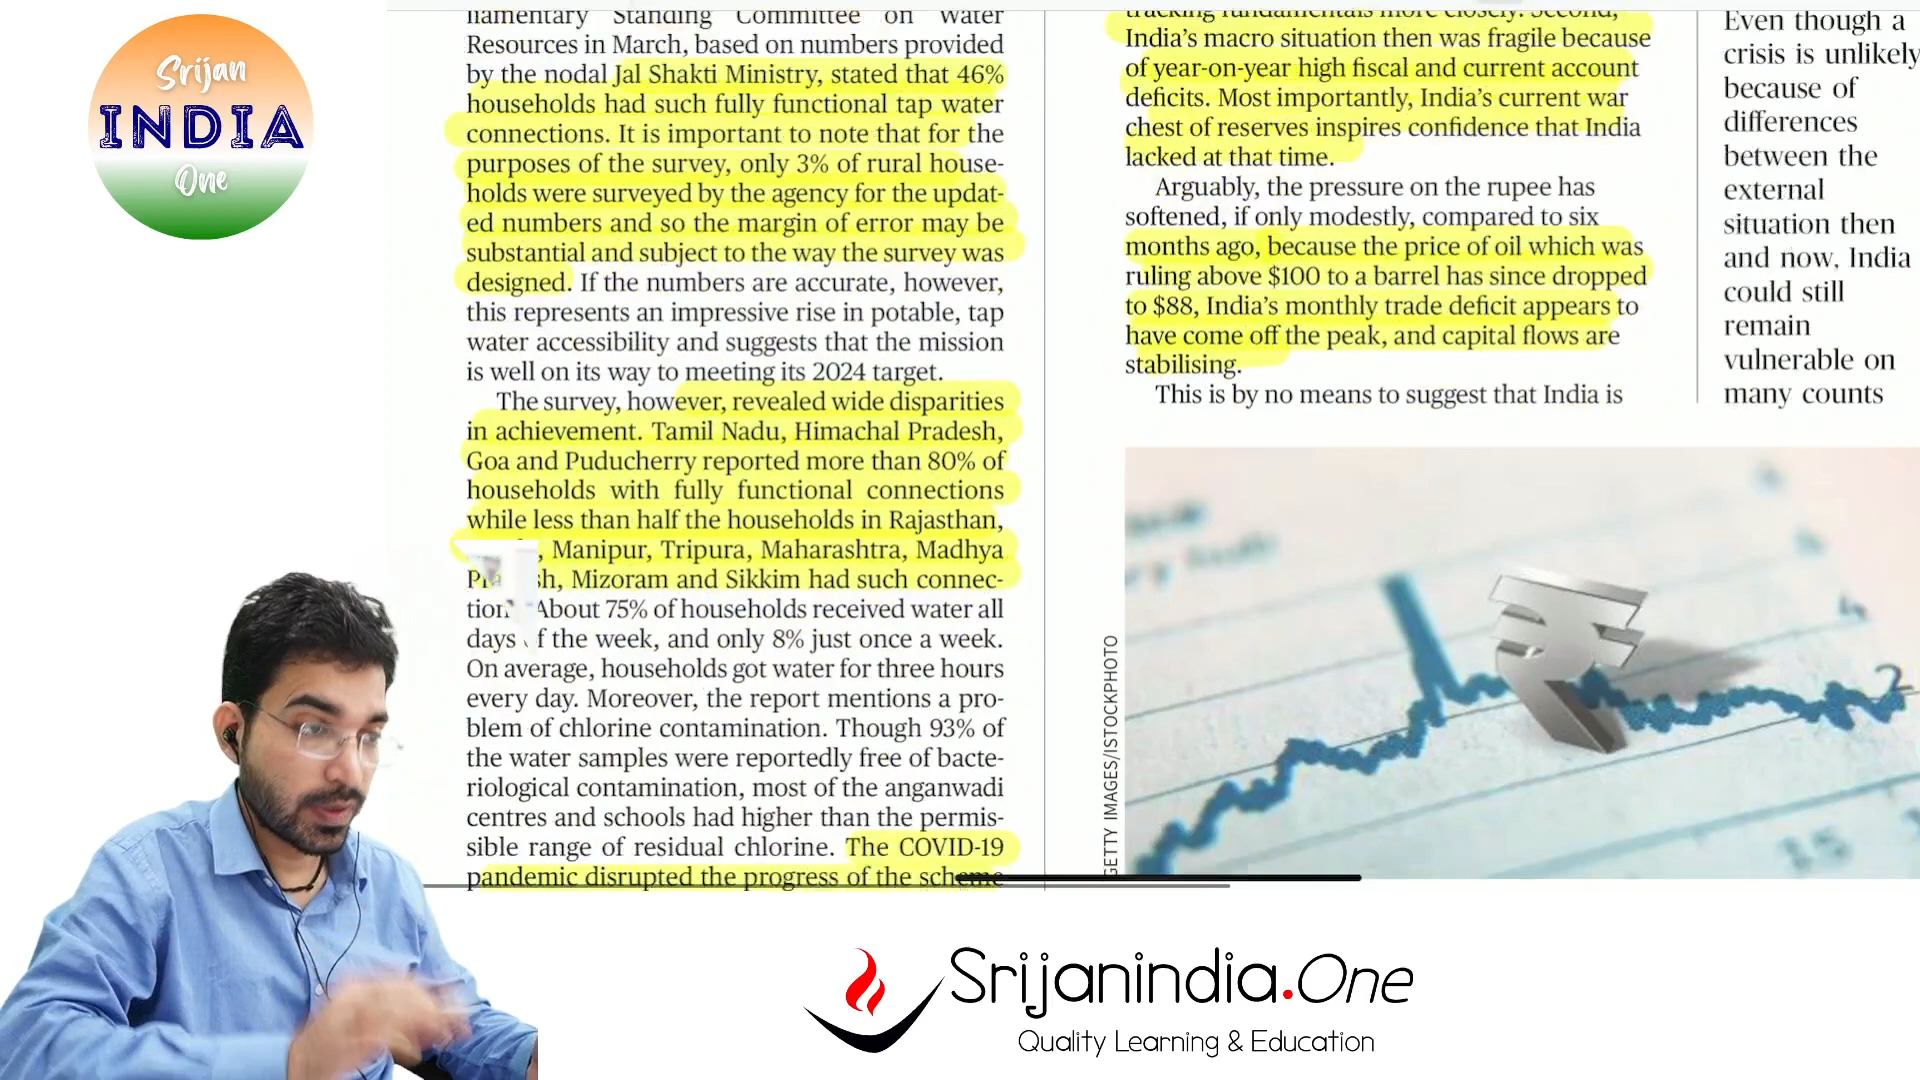 Srijan
INDIA
One
liamentary Standing Committee on Water
Resources in March, based on numbers provided
by the nodal Jal Shakti Ministry, stated that 46%
households had such fully functional tap water
connections. It is important to note that for the
purposes of the survey, only 3% of rural house-
holds were surveyed by the agency for the updat-
ed numbers and so the margin of error may be
substantial and subject to the way the survey was
designed. If the numbers are accurate, however,
this represents an impressive rise in potable, tap
water accessibility and suggests that the mission
is well on its way to meeting its 2024 target.
The survey, however, revealed wide disparities
in achievement. Tamil Nadu, Himachal Pradesh,
Goa and Puducherry reported more than 80% of
households with fully functional connections
while less than half the households in Rajasthan,
, Manipur, Tripura, Maharashtra, Madhya
sh, Mizoram and Sikkim had such connec-
tion About 75% of households received water all
days f the week, and only 8% just once a week.
On average, households got water for three hours
every day. Moreover, the report mentions a pro-
blem of chlorine contamination. Though 93% of
the water samples were reportedly free of bacte-
riological contamination, most of the anganwadi
centres and schools had higher than the permis-
sible range of residual chlorine. The COVID-19
pandemic disrupted the progress of the scheme
tracking fundamentals more closely. Second,
India's macro situation then was fragile because
of year-on-year high fiscal and current account
deficits. Most importantly, India's current war
chest of reserves inspires confidence that India
lacked at that time.
Arguably, the pressure on the rupee has
softened, if only modestly, compared to six
months ago, because the price of oil which was
ruling above $100 to a barrel has since dropped
to $88, India's monthly trade deficit appears to
have come off the peak, and capital flows are
stabilising.
This is by no means to suggest that India is
Even though a
crisis is unlikely
because of
differences
between the
external
situation then
and now, India
could still
remain
vulnerable on
many counts
GETTY IMAGES/ISTOCKPHOTO
2
15
Srijanindia.One
Quality Learning & Education